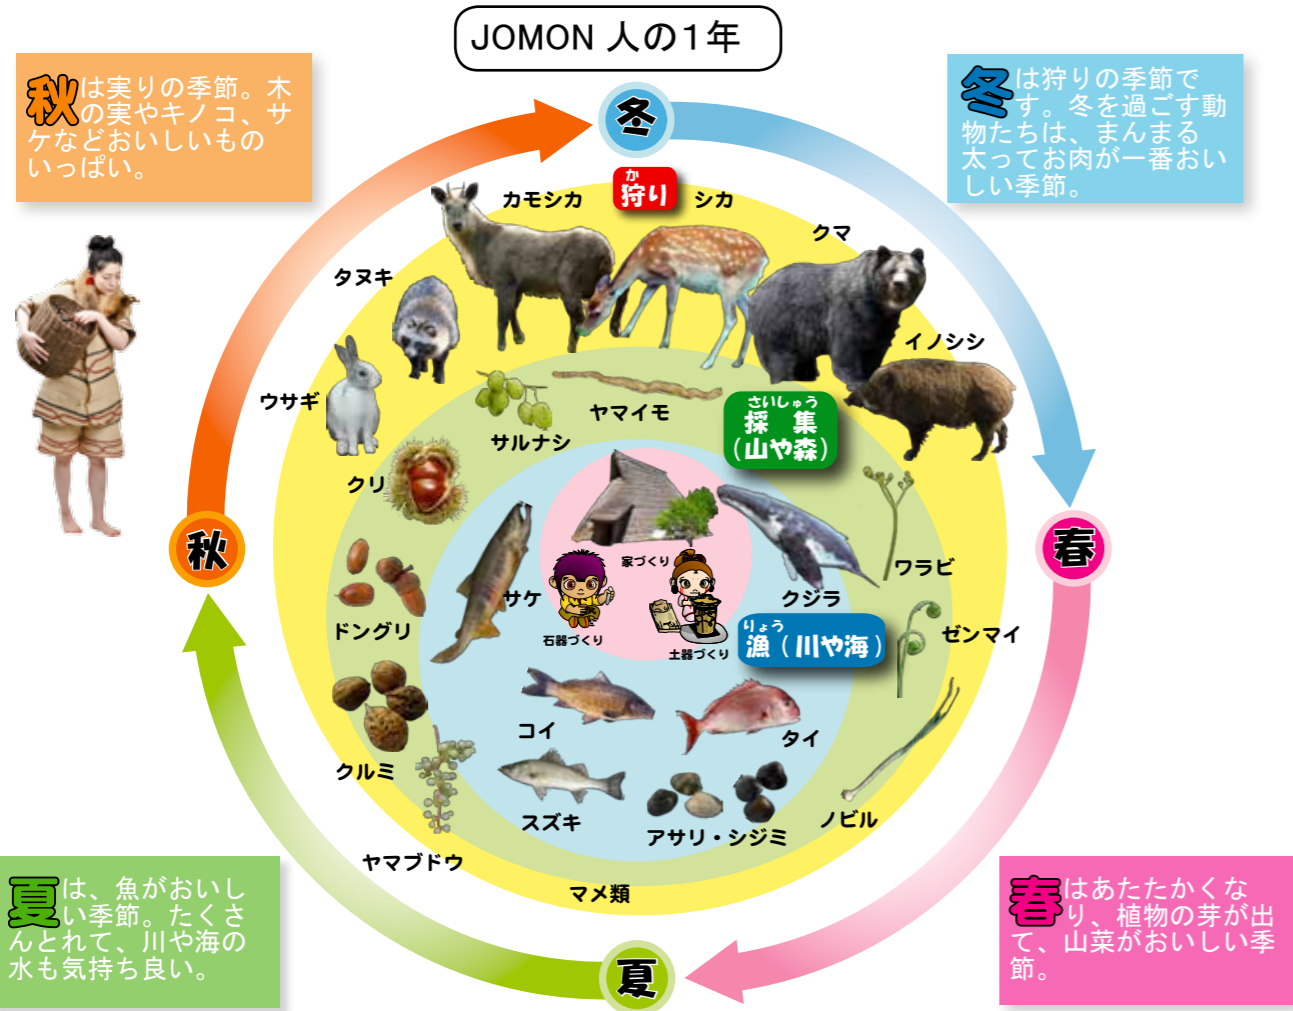 JOMON 人の1年
秋は実りの季節。木
の実やキノコ、サ
ケなどおいしいもの
いっぱい。
冬は狩りの季節で
す。冬を過ごす動
物たちは、まんまる
太ってお肉が一番おい
しい季節。
冬
か
狩り
カモシカ
シカ
クマ
タヌキ
イノシシ
ウサギ
ヤマイモ
サルナシ
さいしゅう
採 集
(山や森)
クリ
秋
春
家づくり
ワラビ
サケ
クジラ
石器づくり
土器づくり
りょう
漁(川や海)
ドングリ
ゼンマイ
コイ
タイ
クルミ
スズキ
アサリ・シジミ
ノビル
ヤマブドウ
マメ類
夏は、魚がおいし
い季節。たくさ
んとれて、川や海の
水も気持ち良い。
春はあたたかくな
り、植物の芽が出
て、山菜がおいしい季
節。
夏